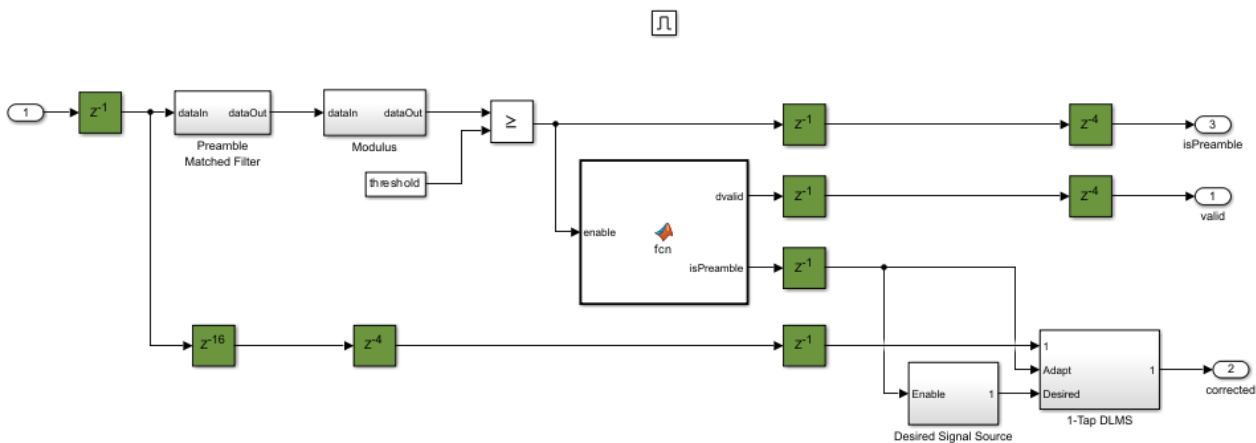 1
z-1
dataIn
dataOut
Preamble
Matched Filter
dataIn
dataOut
Modulus
≥
threshold
z-1
z-4
3
isPreamble
enable
fcn
dvalid
isPreamble
z-1
z-4
1
valid
z-1
z-16
z-4
z-1
Enable
1
Desired Signal Source
1
Adapt
Desired
1
1-Tap DLMS
2
corrected